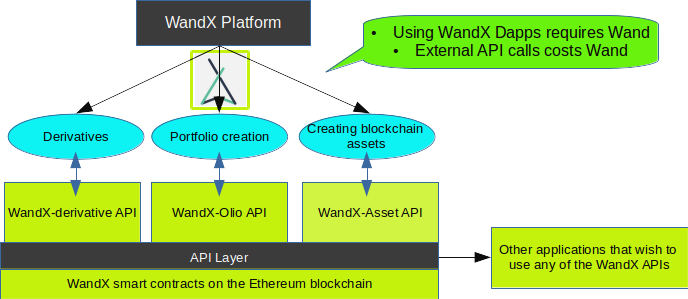 WandX Platform
• Using WandX Dapps requires Wand
• External API calls costs Wand
Derivatives
Portfolio creation
Creating blockchain
assets
WandX-derivative API
WandX-Olio API
WandX-Asset API
API Layer
WandX smart contracts on the Ethereum blockchain
Other applications that wish to
use any of the WandX APIs